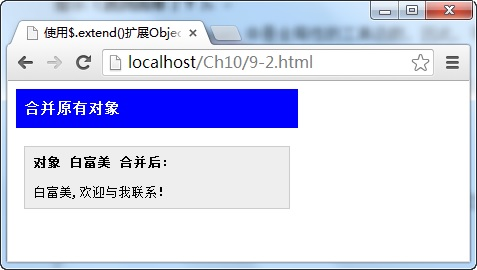 使用$.extend()扩展Objec
localhost/Ch10/9-2.html
合并原有对象
对象 白富美 合并后:
白富美,欢迎与我联系!